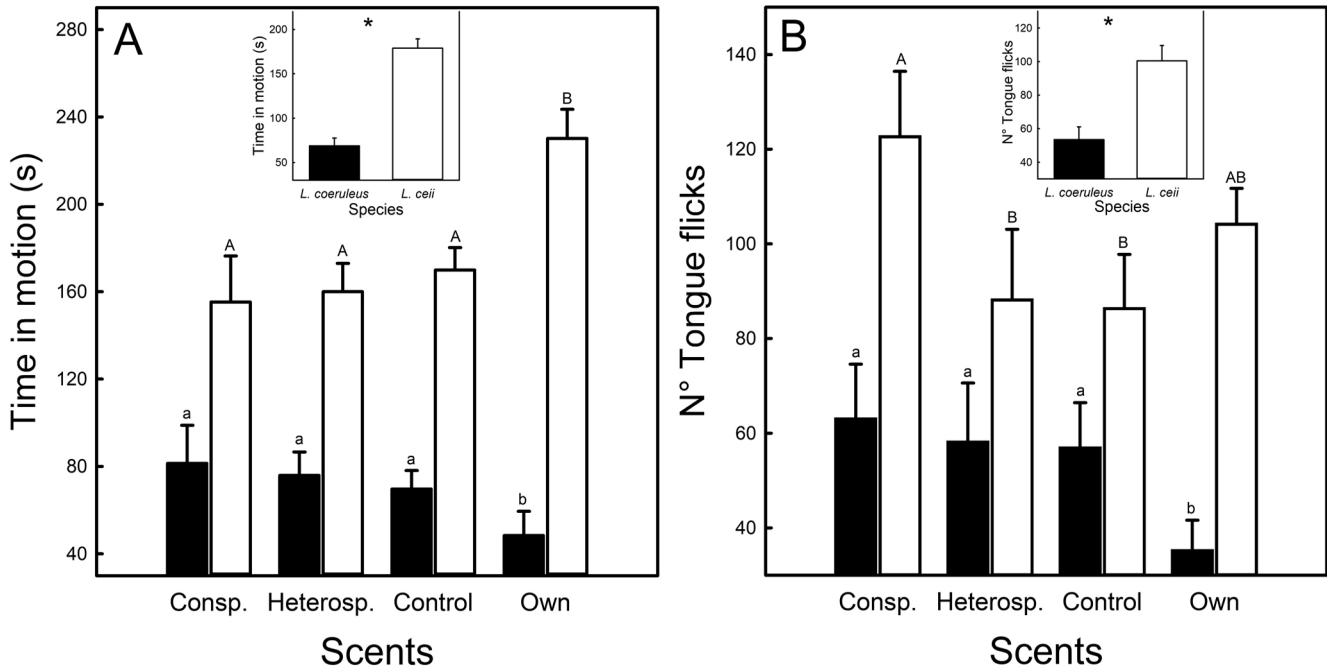 A
Time in motion (s)
280
240
200
160
120
80
40
A
A
A
B
a
a
a
b
Consp. Heterosp. Control Own
Scents
*
Time in motion (s)
200
150
100
50
L. coeruleus L. ceii
Species
B
N° Tongue flicks
140
120
100
80
60
40
A
B
B
AB
a
a
a
b
Consp. Heterosp. Control Own
Scents
*
N° Tongue flicks
120
100
80
60
40
L. coeruleus L. ceii
Species